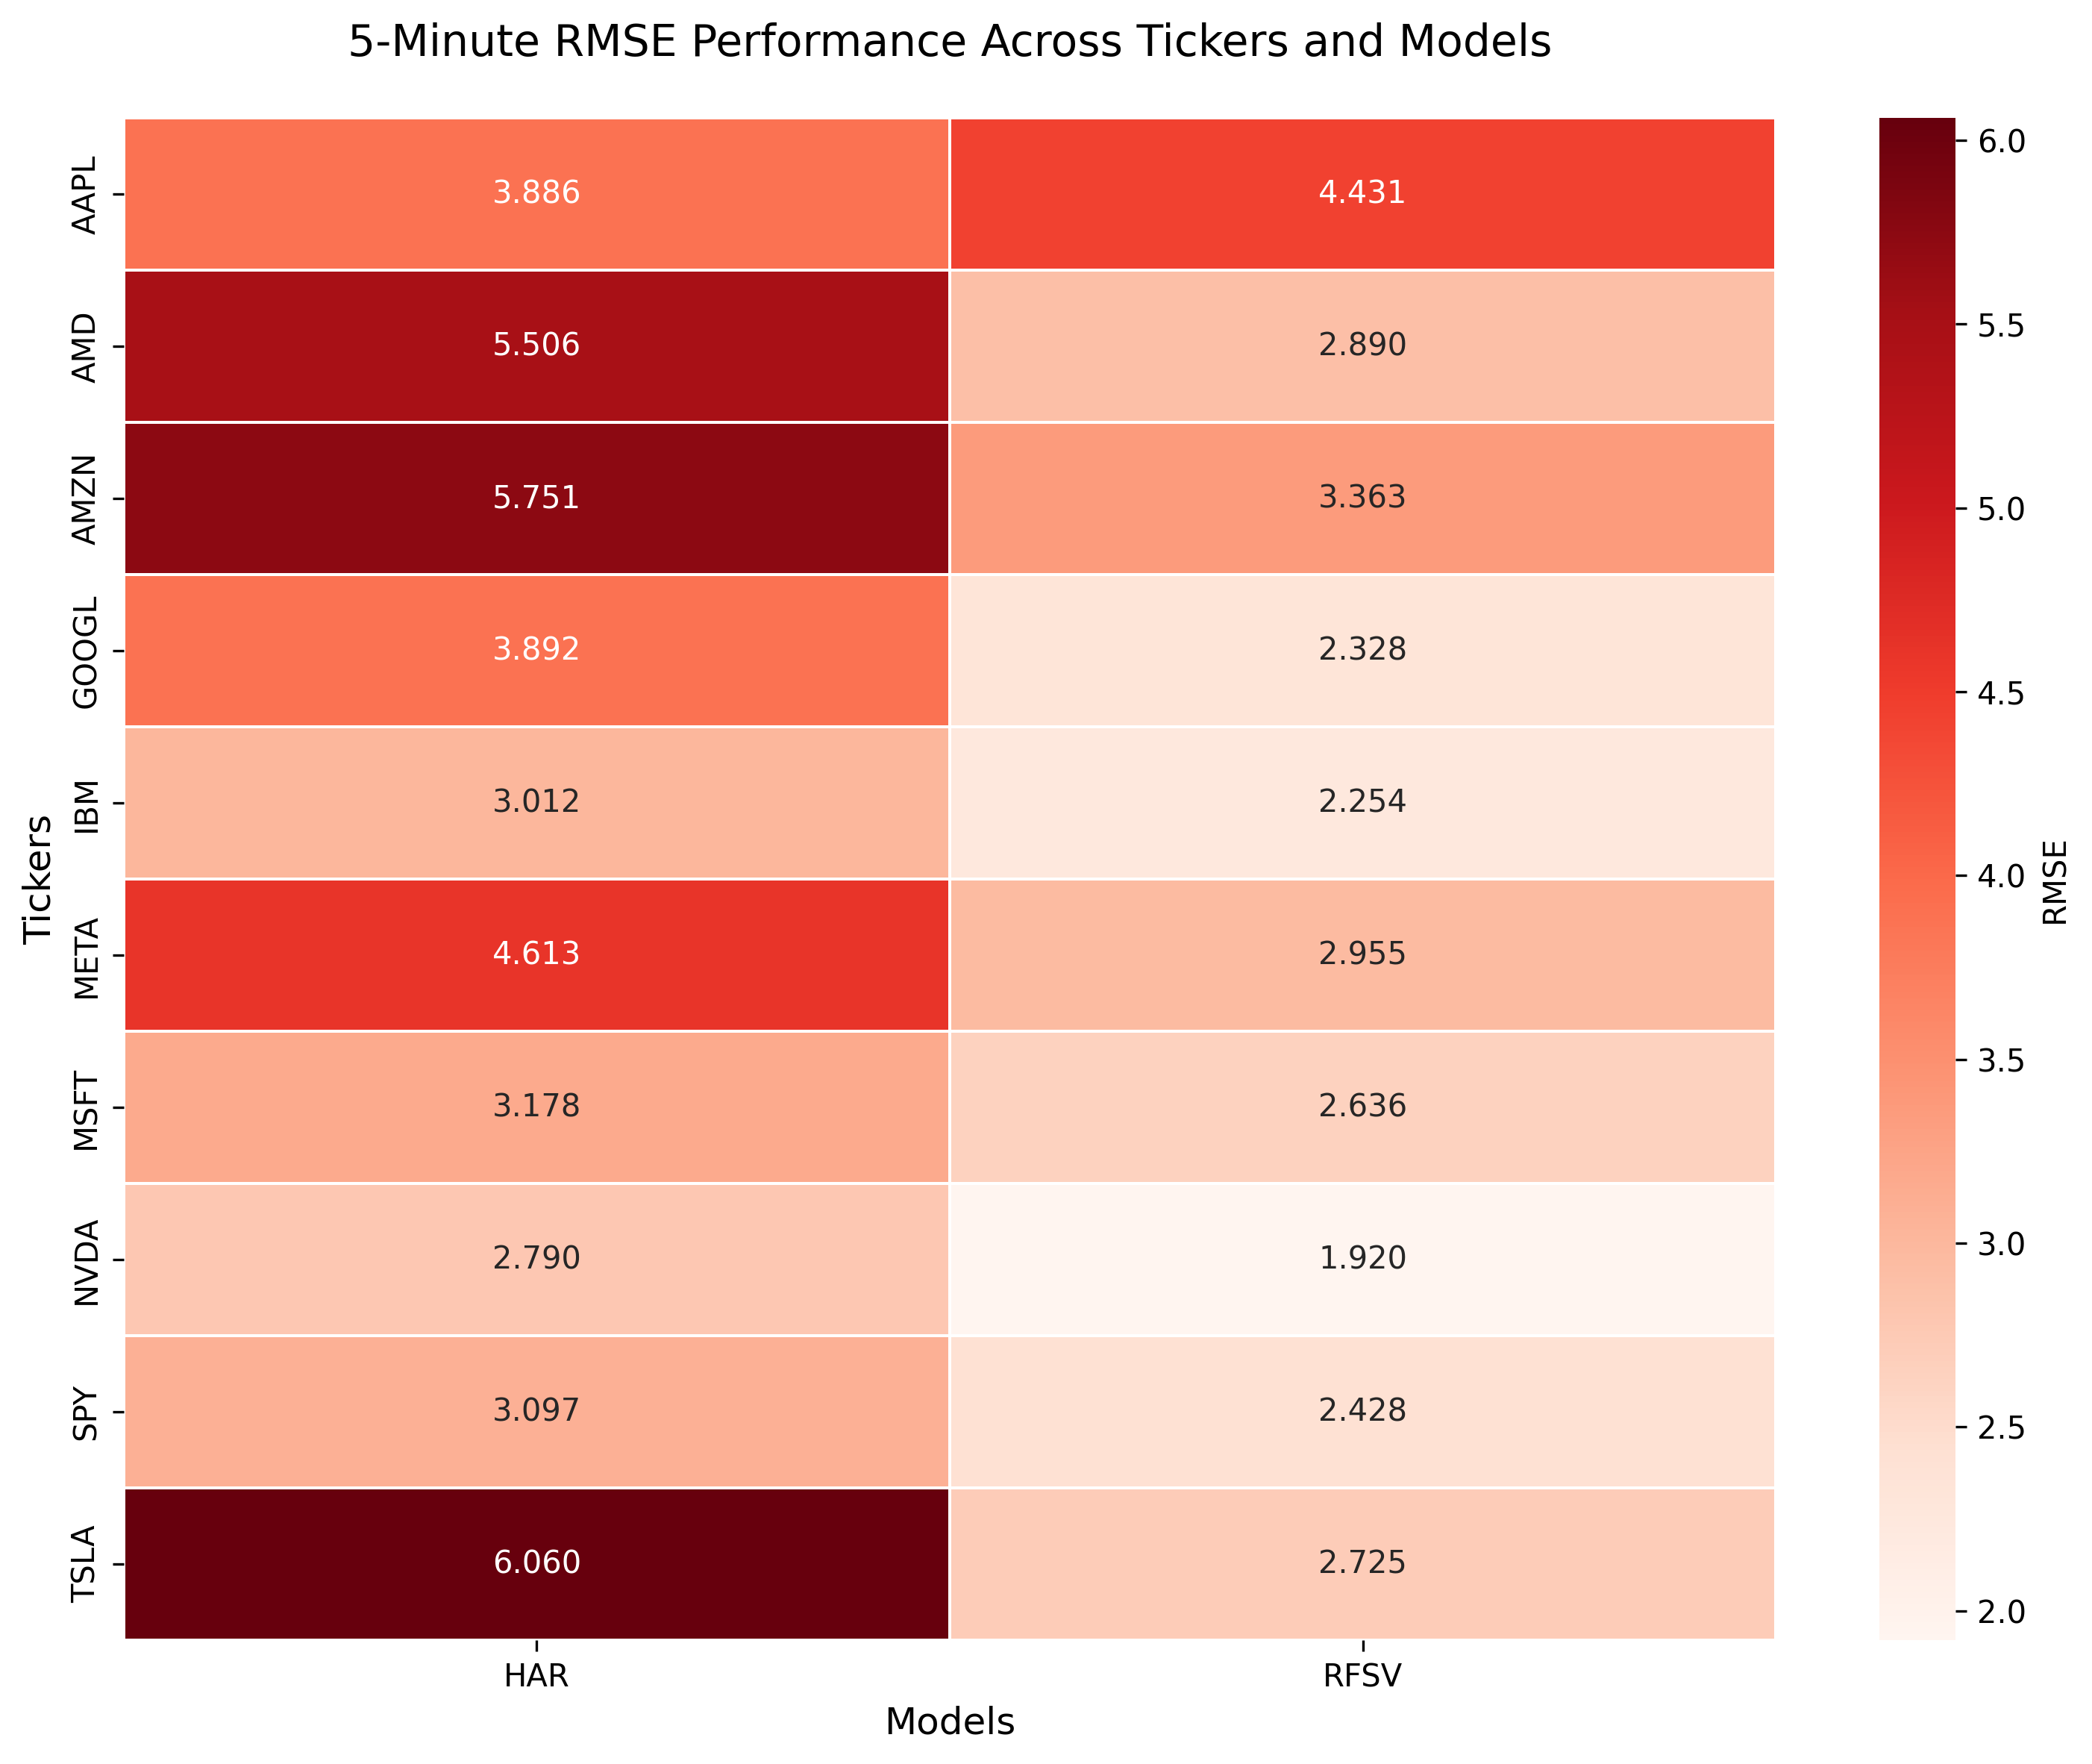 5-Minute RMSE Performance Across Tickers and Models
Tickers
AAPL 3.886 4.431
AMD 5.506 2.890
AMZN 5.751 3.363
GOOGL 3.892 2.328
IBM 3.012 2.254
META 4.613 2.955
MSFT 3.178 2.636
NVDA 2.790 1.920
SPY 3.097 2.428
TSLA 6.060 2.725
HAR RFSV
Models
6.0
5.5
5.0
4.5
4.0
3.5
3.0
2.5
2.0
RMSE